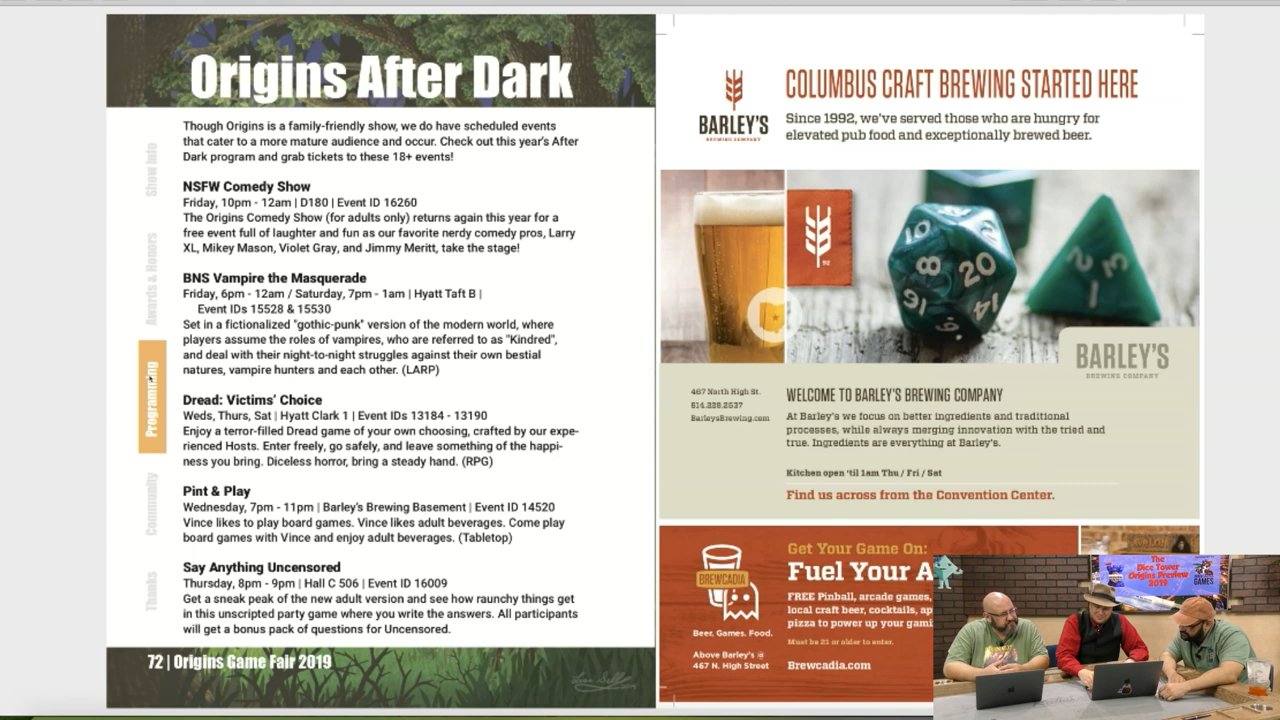 Origins After Dark
Though Origins is a family-friendly show, we do have scheduled events
that cater to a more mature audience and occur. Check out this year's After
Dark program and grab tickets to these 18+ events!
NSFW Comedy Show
Friday, 10pm - 12am | D180 | Event ID 16260
The Origins Comedy Show (for adults only) returns again this year for a
free event full of laughter and fun as our favorite nerdy comedy pros, Larry
XL, Mikey Mason, Violet Gray, and Jimmy Meritt, take the stage!
BNS Vampire the Masquerade
Friday, 6pm - 12am / Saturday, 7pm - 1am | Hyatt Taft B |
Event IDs 15528 & 15530
Set in a fictionalized "gothic-punk" version of the modern world, where
players assume the roles of vampires, who are referred to as "Kindred",
and deal with their night-to-night struggles against their own bestial
natures, vampire hunters and each other. (LARP)
Dread: Victims' Choice
Weds, Thurs, Sat | Hyatt Clark 1 | Event IDs 13184 - 13190
Enjoy a terror-filled Dread game of your own choosing, crafted by our expe-
rienced Hosts. Enter freely, go safely, and leave something of the happi-
ness you bring. Diceless horror, bring a steady hand. (RPG)
Pint & Play
Wednesday, 7pm - 11pm | Barley's Brewing Basement | Event ID 14520
Vince likes to play board games. Vince likes adult beverages. Come play
board games with Vince and enjoy adult beverages. (Tabletop)
Say Anything Uncensored
Thursday, 8pm - 9pm | Hall C 506 | Event ID 16009
Get a sneak peak of the new adult version and see how raunchy things get
in this unscripted party game where you write the answers. All participants
will get a bonus pack of questions for Uncensored.
72 | Origins Game Fair 2019
Show Info
Awards & Honors
Programming
Community
Thanks
BARLEY'S
BREWING COMPANY
COLUMBUS CRAFT BREWING STARTED HERE
Since 1992, we've served those who are hungry for
elevated pub food and exceptionally brewed beer.
92
10
8
20
16
14
2
3
1
BARLEY'S
BREWING COMPANY
467 North High St.
614.228.2537
BarleysBrewing.com
WELCOME TO BARLEY'S BREWING COMPANY
At Barley's we focus on better ingredients and traditional
processes, while always merging innovation with the tried and
true. Ingredients are everything at Barley's.
Kitchen open 'til 1am Thu / Fri / Sat
Find us across from the Convention Center.
BREWCADIA
Beer. Games. Food.
Above Barley's @
467 N. High Street
Get Your Game On:
Fuel Your A
FREE Pinball, arcade games,
local craft beer, cocktails, ap
pizza to power up your gami
Must be 21 or older to enter.
Brewcadia.com
The
Dice Tower
Origins Preview
2019
GAMES